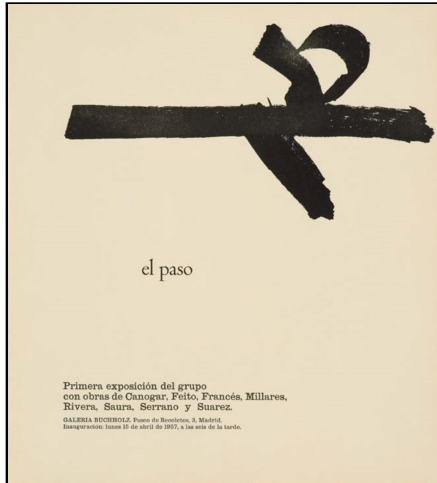 el paso
Primera exposición del grupo
con obras de Canogar, Feito, Francés, Millares,
Rivera, Saura, Serrano y Suarez.
GALERIA BUCHHOLZ. Paseo de Recoletos, 3, Madrid.
Inauguración: lunes 15 de abril de 1957, a las seis de la tarde.